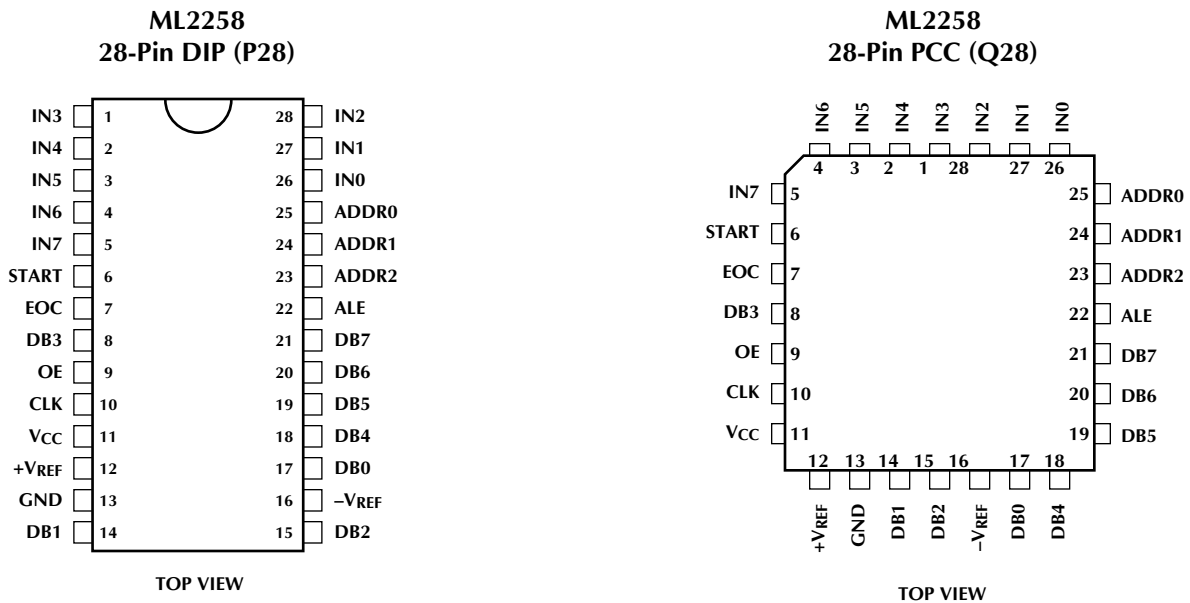 ML2258
28-Pin DIP (P28)
IN3 1 28 IN2
IN4 2 27 IN1
IN5 3 26 IN0
IN6 4 25 ADDR0
IN7 5 24 ADDR1
START 6 23 ADDR2
EOC 7 22 ALE
DB3 8 21 DB7
OE 9 20 DB6
CLK 10 19 DB5
VCC 11 18 DB4
+VREF 12 17 DB0
GND 13 16 –VREF
DB1 14 15 DB2
TOP VIEW
ML2258
28-Pin PCC (Q28)
IN6 IN5 IN4 IN3 IN2 IN1 IN0
4 3 2 1 28 27 26
IN7 5 25 ADDR0
START 6 24 ADDR1
EOC 7 23 ADDR2
DB3 8 22 ALE
OE 9 21 DB7
CLK 10 20 DB6
VCC 11 19 DB5
12 13 14 15 16 17 18
+VREF GND DB1 DB2 –VREF DB0 DB4
TOP VIEW